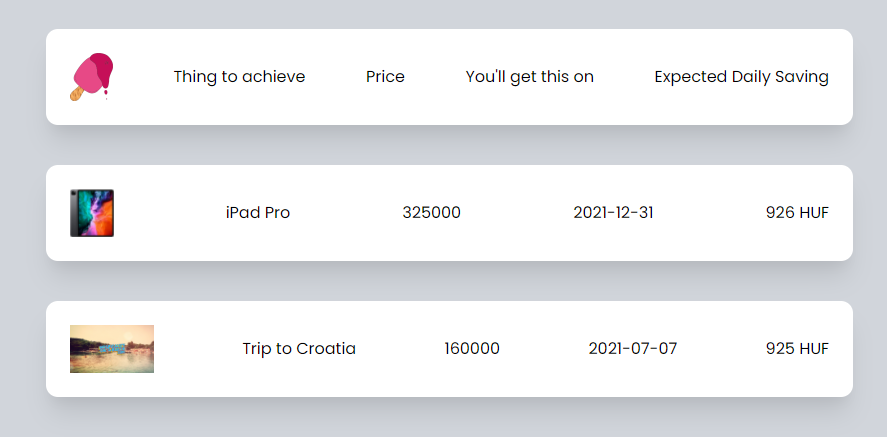 Thing to achieve Price You'll get this on Expected Daily Saving
iPad Pro 325000 2021-12-31 926 HUF
Trip to Croatia 160000 2021-07-07 925 HUF